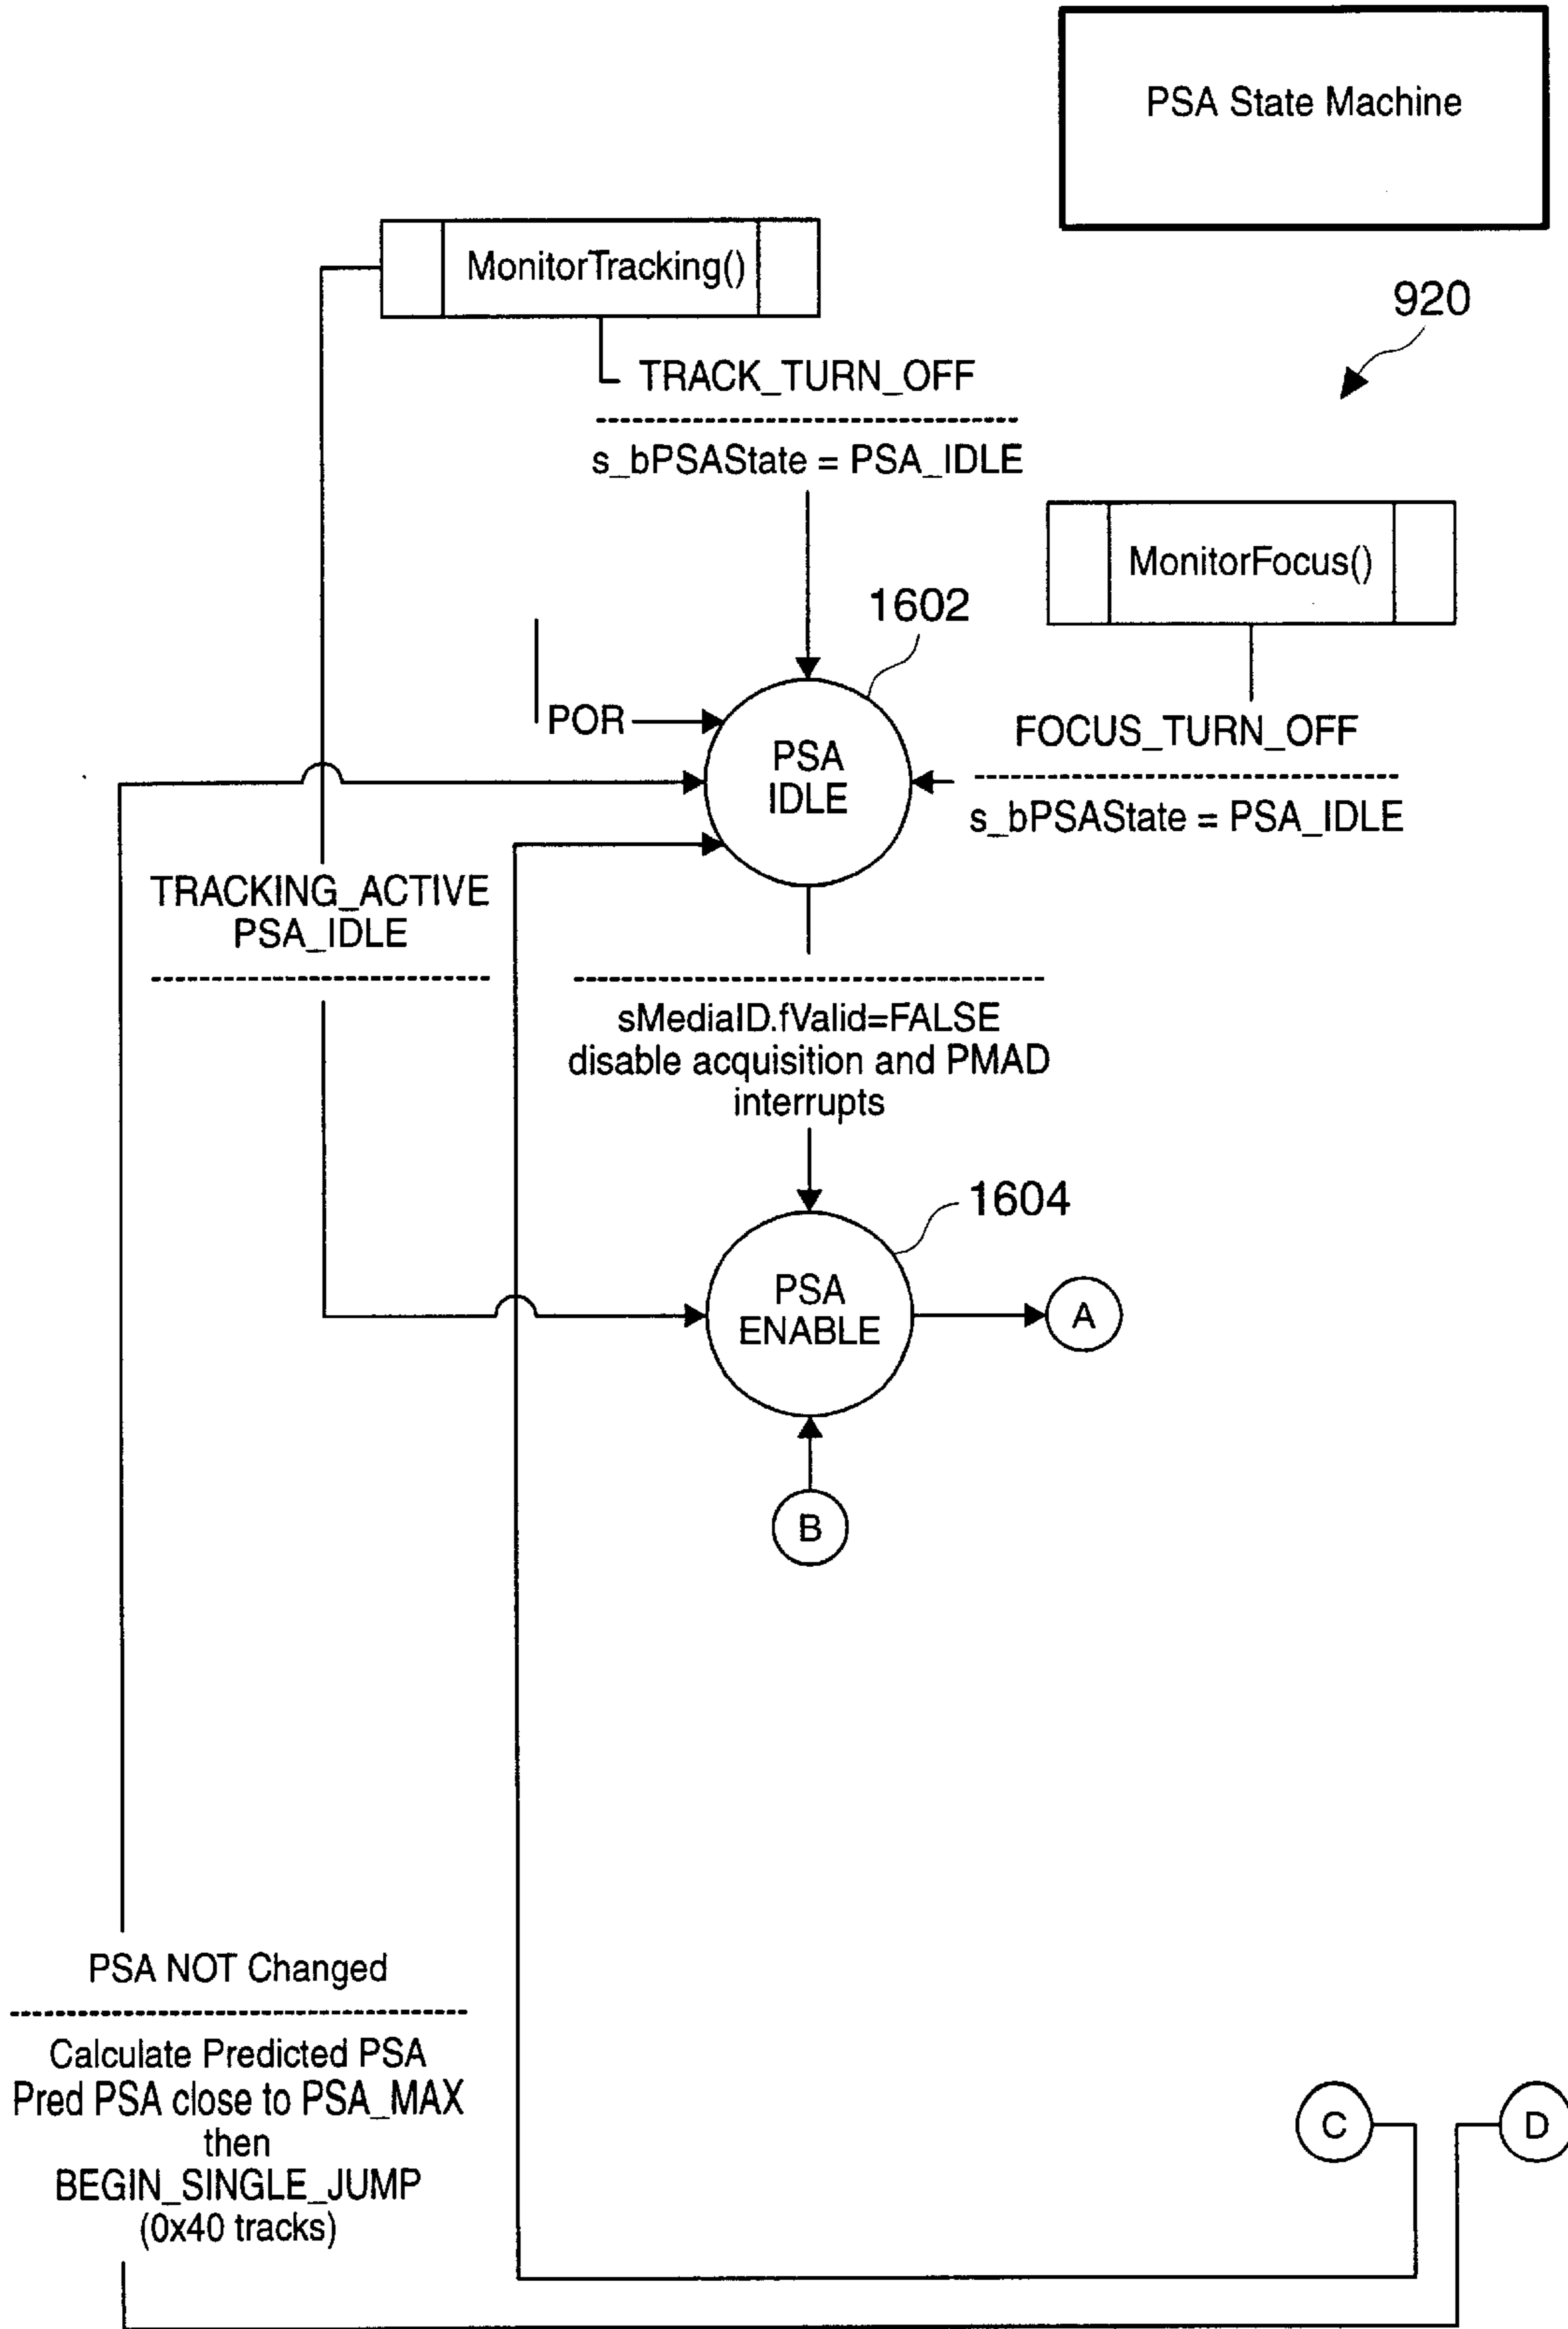 PSA State Machine
MonitorTracking()
920
TRACK_TURN_OFF
s_bPSAState = PSA_IDLE
MonitorFocus()
1602
POR
PSA
IDLE
FOCUS_TURN_OFF
s_bPSAState = PSA_IDLE
TRACKING_ACTIVE
PSA_IDLE
sMediaID.fValid=FALSE
disable acquisition and PMAD
interrupts
1604
PSA
ENABLE
A
B
PSA NOT Changed
Calculate Predicted PSA
Pred PSA close to PSA_MAX
then
BEGIN_SINGLE_JUMP
(0x40 tracks)
C
D